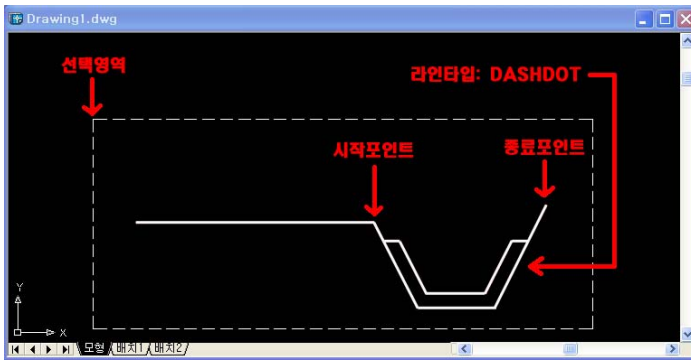 Drawing1.dwg
선택영역
라인타입: DASHDOT
시작포인트
종료포인트
Y
X
모형 배치1 배치2